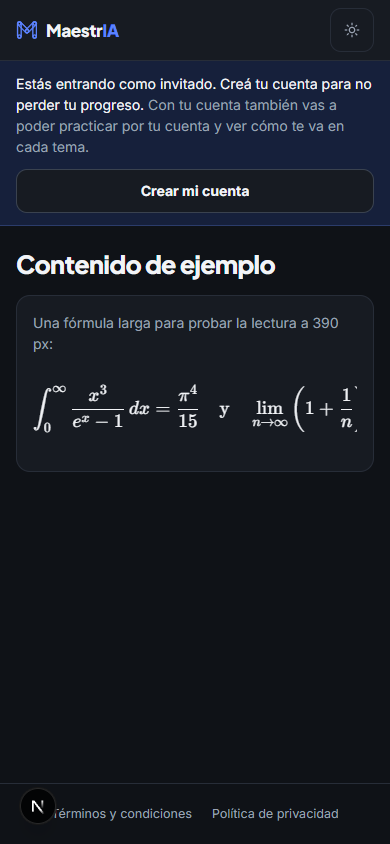 MaestrIA
Estás entrando como invitado. Creá tu cuenta para no
perder tu progreso. Con tu cuenta también vas a
poder practicar por tu cuenta y ver cómo te va en
cada tema.
Crear mi cuenta
Contenido de ejemplo
Una fórmula larga para probar la lectura a 390
px:
∫₀^∞ x³/(eˣ − 1) dx = π⁴/15 y lim n→∞ (1 + 1/n)
N
Términos y condiciones Política de privacidad